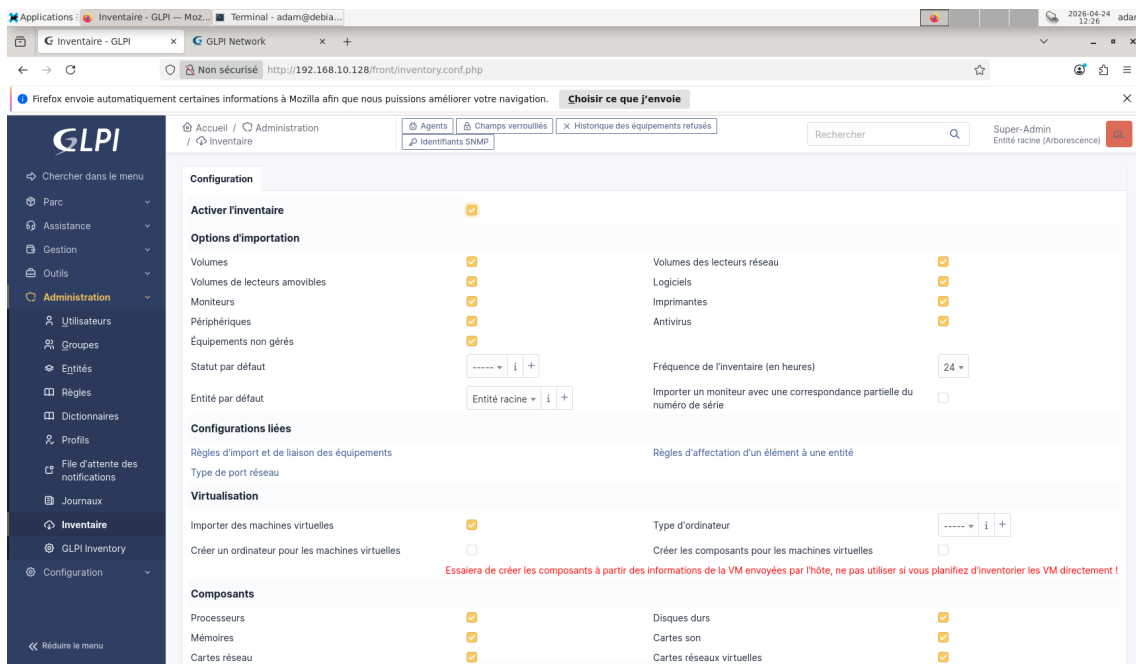 Applications
Inventaire - GLPI — Moz...
Terminal - adam@debia...
2026-04-24
12:26
adar
Inventaire - GLPI
GLPI Network
Non sécurisé
http://192.168.10.128/front/inventory.conf.php
Firefox envoie automatiquement certaines informations à Mozilla afin que nous puissions améliorer votre navigation.
Choisir ce que j'envoie
GLPI
Accueil / Administration
/ Inventaire
Agents
Champs verrouillés
Historique des équipements refusés
Identifiants SNMP
Rechercher
Super-Admin
Entité racine (Arborescence)
GL
Chercher dans le menu
Parc
Assistance
Gestion
Outils
Administration
Utilisateurs
Groupes
Entités
Règles
Dictionnaires
Profils
File d'attente des
notifications
Journaux
Inventaire
GLPI Inventory
Configuration
Réduire le menu
Configuration
Activer l'inventaire
Options d'importation
Volumes
Volumes des lecteurs réseau
Volumes de lecteurs amovibles
Logiciels
Moniteurs
Imprimantes
Périphériques
Antivirus
Équipements non gérés
Statut par défaut
----- i +
Fréquence de l'inventaire (en heures)
24
Entité par défaut
Entité racine i +
Importer un moniteur avec une correspondance partielle du
numéro de série
Configurations liées
Règles d'import et de liaison des équipements
Règles d'affectation d'un élément à une entité
Type de port réseau
Virtualisation
Importer des machines virtuelles
Type d'ordinateur
----- i +
Créer un ordinateur pour les machines virtuelles
Créer les composants pour les machines virtuelles
Essaiera de créer les composants à partir des informations de la VM envoyées par l'hôte, ne pas utiliser si vous planifiez d'inventorier les VM directement !
Composants
Processeurs
Disques durs
Mémoires
Cartes son
Cartes réseau
Cartes réseaux virtuelles